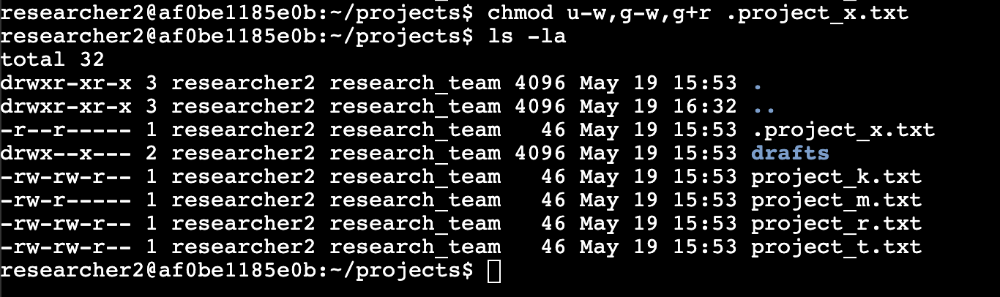 researcher2@af0be1185e0b:~/projects$ chmod u-w,g-w,g+r .project_x.txt
researcher2@af0be1185e0b:~/projects$ ls -la
total 32
drwxr-xr-x 3 researcher2 research_team 4096 May 19 15:53 .
drwxr-xr-x 3 researcher2 research_team 4096 May 19 16:32 ..
-r--r----- 1 researcher2 research_team   46 May 19 15:53 .project_x.txt
drwx--x--- 2 researcher2 research_team 4096 May 19 15:53 drafts
-rw-rw-r-- 1 researcher2 research_team   46 May 19 15:53 project_k.txt
-rw-r----- 1 researcher2 research_team   46 May 19 15:53 project_m.txt
-rw-rw-r-- 1 researcher2 research_team   46 May 19 15:53 project_r.txt
-rw-rw-r-- 1 researcher2 research_team   46 May 19 15:53 project_t.txt
researcher2@af0be1185e0b:~/projects$